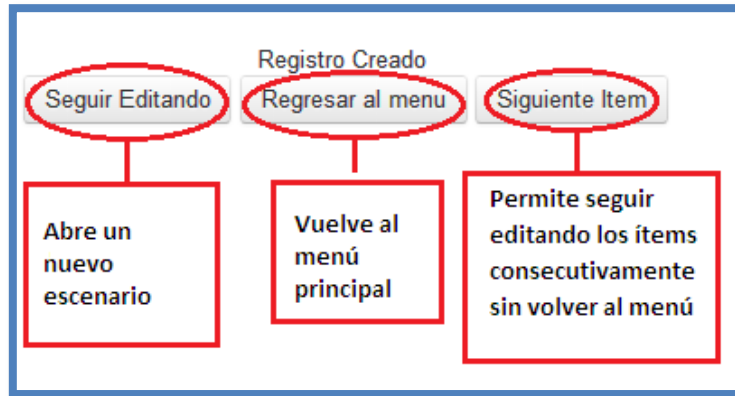 Registro Creado
Seguir Editando Regresar al menu Siguiente Item
Abre un
nuevo
escenario
Vuelve al
menú
principal
Permite seguir
editando los ítems
consecutivamente
sin volver al menú